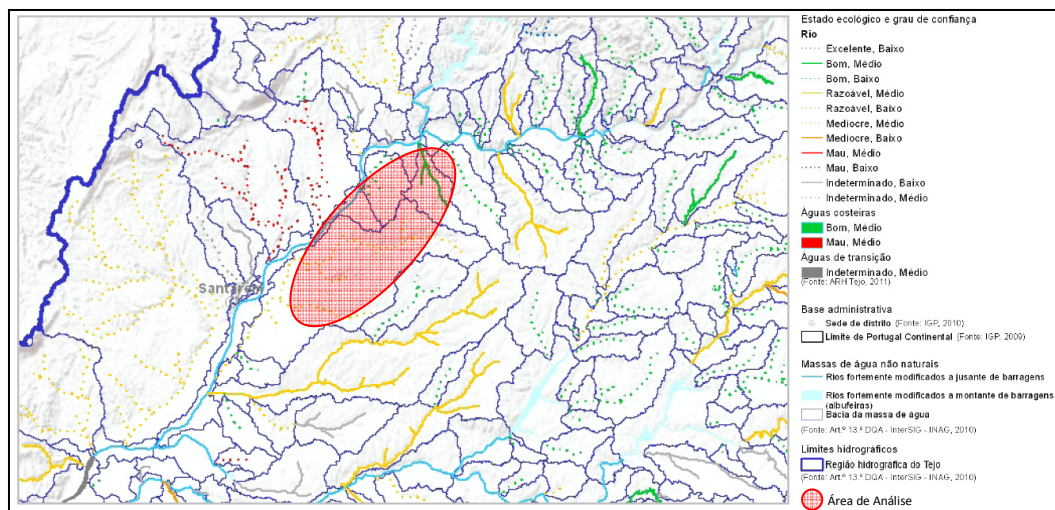 Santarém
Estado ecológico e grau de confiança
Rio
Excelente, Baixo
Bom, Médio
Bom, Baixo
Razoável, Médio
Razoável, Baixo
Medíocre, Baixo
Medíocre, Baixo
Mau, Médio
Mau, Baixo
Indeterminado, Baixo
Indeterminado, Médio
Águas costeiras
Bom, Médio
Mau, Médio
Águas de transição
Indeterminado, Médio
(Fonte: ARH Tejo, 2011)
Base administrativa
Sede de distrito (Fonte: IGP, 2010)
Limite de Portugal Continental (Fonte: IGP, 2009)
Massas de água não naturais
Rios fortemente modificados a jusante de barragens
Rios fortemente modificados a montante de barragens
(albufeiras)
Bacia da massa de água
(Fonte: Art.º 13.º DQA - InterSIG - INAG, 2010)
Limites hidrográficos
Região hidrográfica do Tejo
(Fonte: Art.º 13.º DQA - InterSIG - INAG, 2010)
Área de Análise